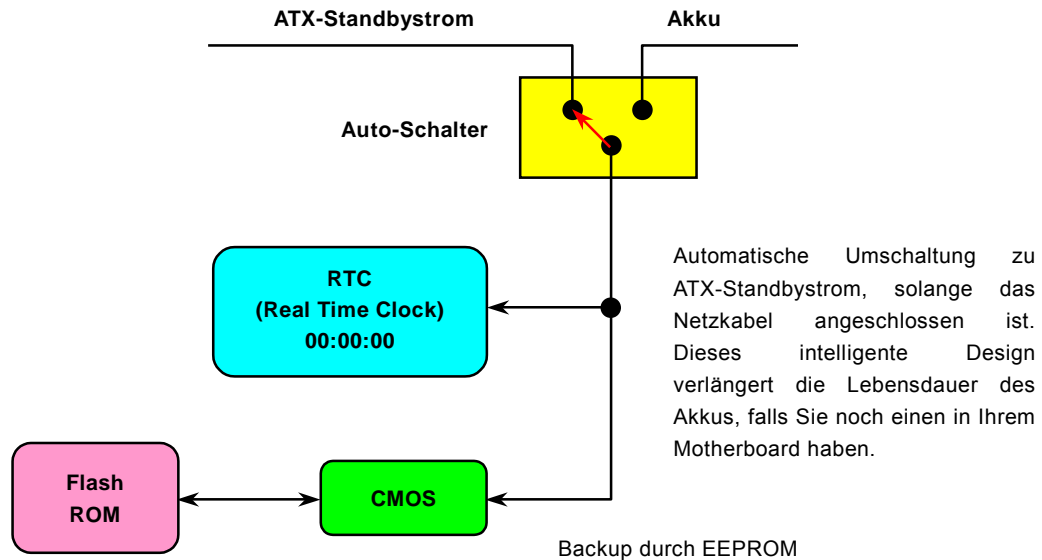 ATX-Standbystrom
Akku
Auto-Schalter
RTC
(Real Time Clock)
00:00:00
Automatische Umschaltung zu
ATX-Standbystrom, solange das
Netzkabel angeschlossen ist.
Dieses intelligente Design
verlängert die Lebensdauer des
Akkus, falls Sie noch einen in Ihrem
Motherboard haben.
Flash
ROM
CMOS
Backup durch EEPROM